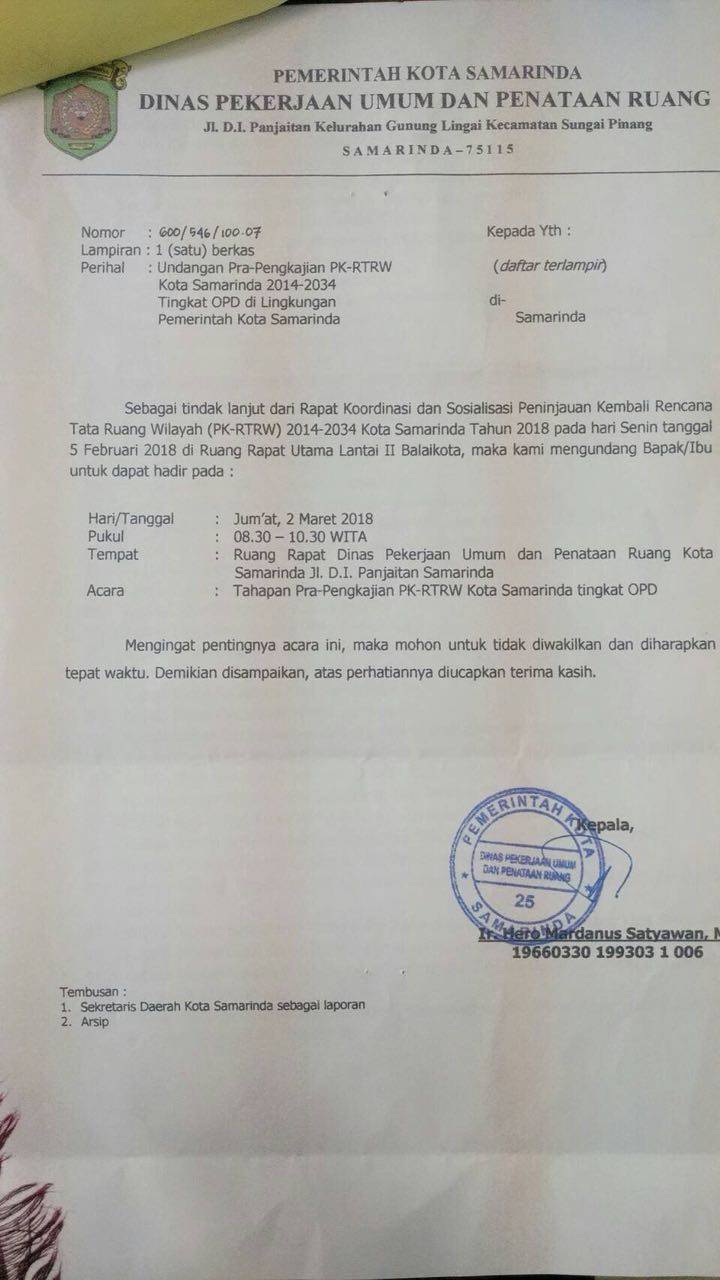 PEMERINTAH KOTA SAMARINDA
DINAS PEKERJAAN UMUM DAN PENATAAN RUANG
Jl. D.I. Panjaitan Kelurahan Gunung Lingai Kecamatan Sungai Pinang
SAMARINDA-75115
Nomor : 600/546/100.07
Kepada Yth :
Lampiran : 1 (satu) berkas
Perihal : Undangan Pra-Pengkajian PK-RTRW
(daftar terlampir)
Kota Samarinda 2014-2034
Tingkat OPD di Lingkungan
di-
Pemerintah Kota Samarinda
Samarinda
Sebagai tindak lanjut dari Rapat Koordinasi dan Sosialisasi Peninjauan Kembali Rencana
Tata Ruang Wilayah (PK-RTRW) 2014-2034 Kota Samarinda Tahun 2018 pada hari Senin tanggal
5 Februari 2018 di Ruang Rapat Utama Lantai II Balaikota, maka kami mengundang Bapak/Ibu
untuk dapat hadir pada :
Hari/Tanggal : Jum'at, 2 Maret 2018
Pukul : 08.30 – 10.30 WITA
Tempat : Ruang Rapat Dinas Pekerjaan Umum dan Penataan Ruang Kota
Samarinda Jl. D.I. Panjaitan Samarinda
Acara : Tahapan Pra-Pengkajian PK-RTRW Kota Samarinda tingkat OPD
Mengingat pentingnya acara ini, maka mohon untuk tidak diwakilkan dan diharapkan
tepat waktu. Demikian disampaikan, atas perhatiannya diucapkan terima kasih.
Kepala,
PEMERINTAH KOTA
DINAS PEKERJAAN UMUM
DAN PENATAAN RUANG
25
SAMARINDA
Ir. Hero Mardanus Satyawan, M
19660330 199303 1 006
Tembusan :
1. Sekretaris Daerah Kota Samarinda sebagai laporan
2. Arsip